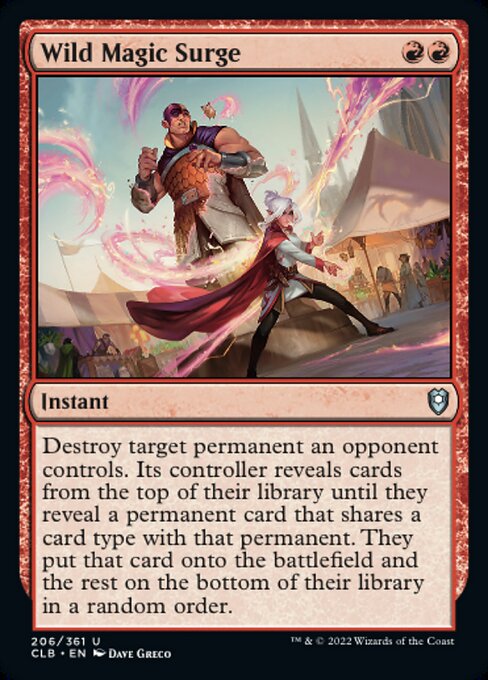 Wild Magic Surge
Instant
Destroy target permanent an opponent
controls. Its controller reveals cards
from the top of their library until they
reveal a permanent card that shares a
card type with that permanent. They
put that card onto the battlefield and
the rest on the bottom of their library
in a random order.
206/361 U
CLB • EN Dave Greco
™ & © 2022 Wizards of the Coast